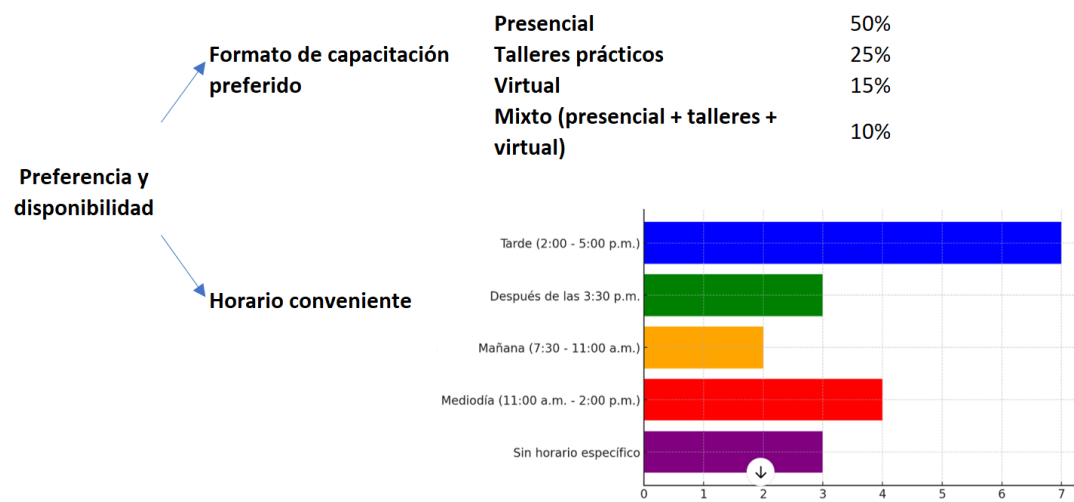 Presencial 50%
Formato de capacitación
preferido
Talleres prácticos 25%
Virtual 15%
Mixto (presencial + talleres +
virtual)
10%
Preferencia y
disponibilidad
Horario conveniente
Tarde (2:00 - 5:00 p.m.)
Después de las 3:30 p.m.
Mañana (7:30 - 11:00 a.m.)
Mediodía (11:00 a.m. - 2:00 p.m.)
Sin horario específico
0 1 2 3 4 5 6 7